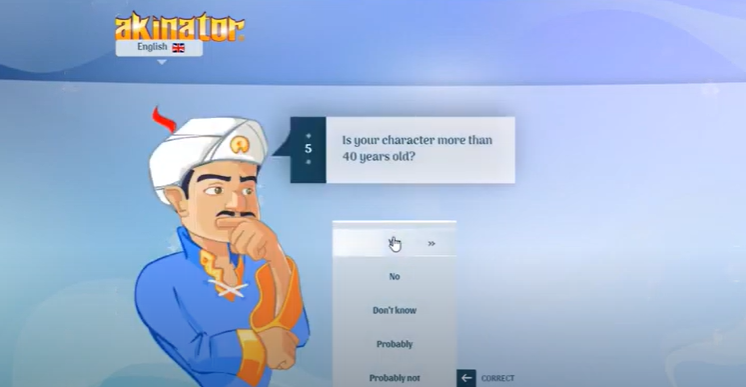 akinator
English
5
Is your character more than
40 years old?
»
No
Don't know
Probably
Probably not
CORRECT